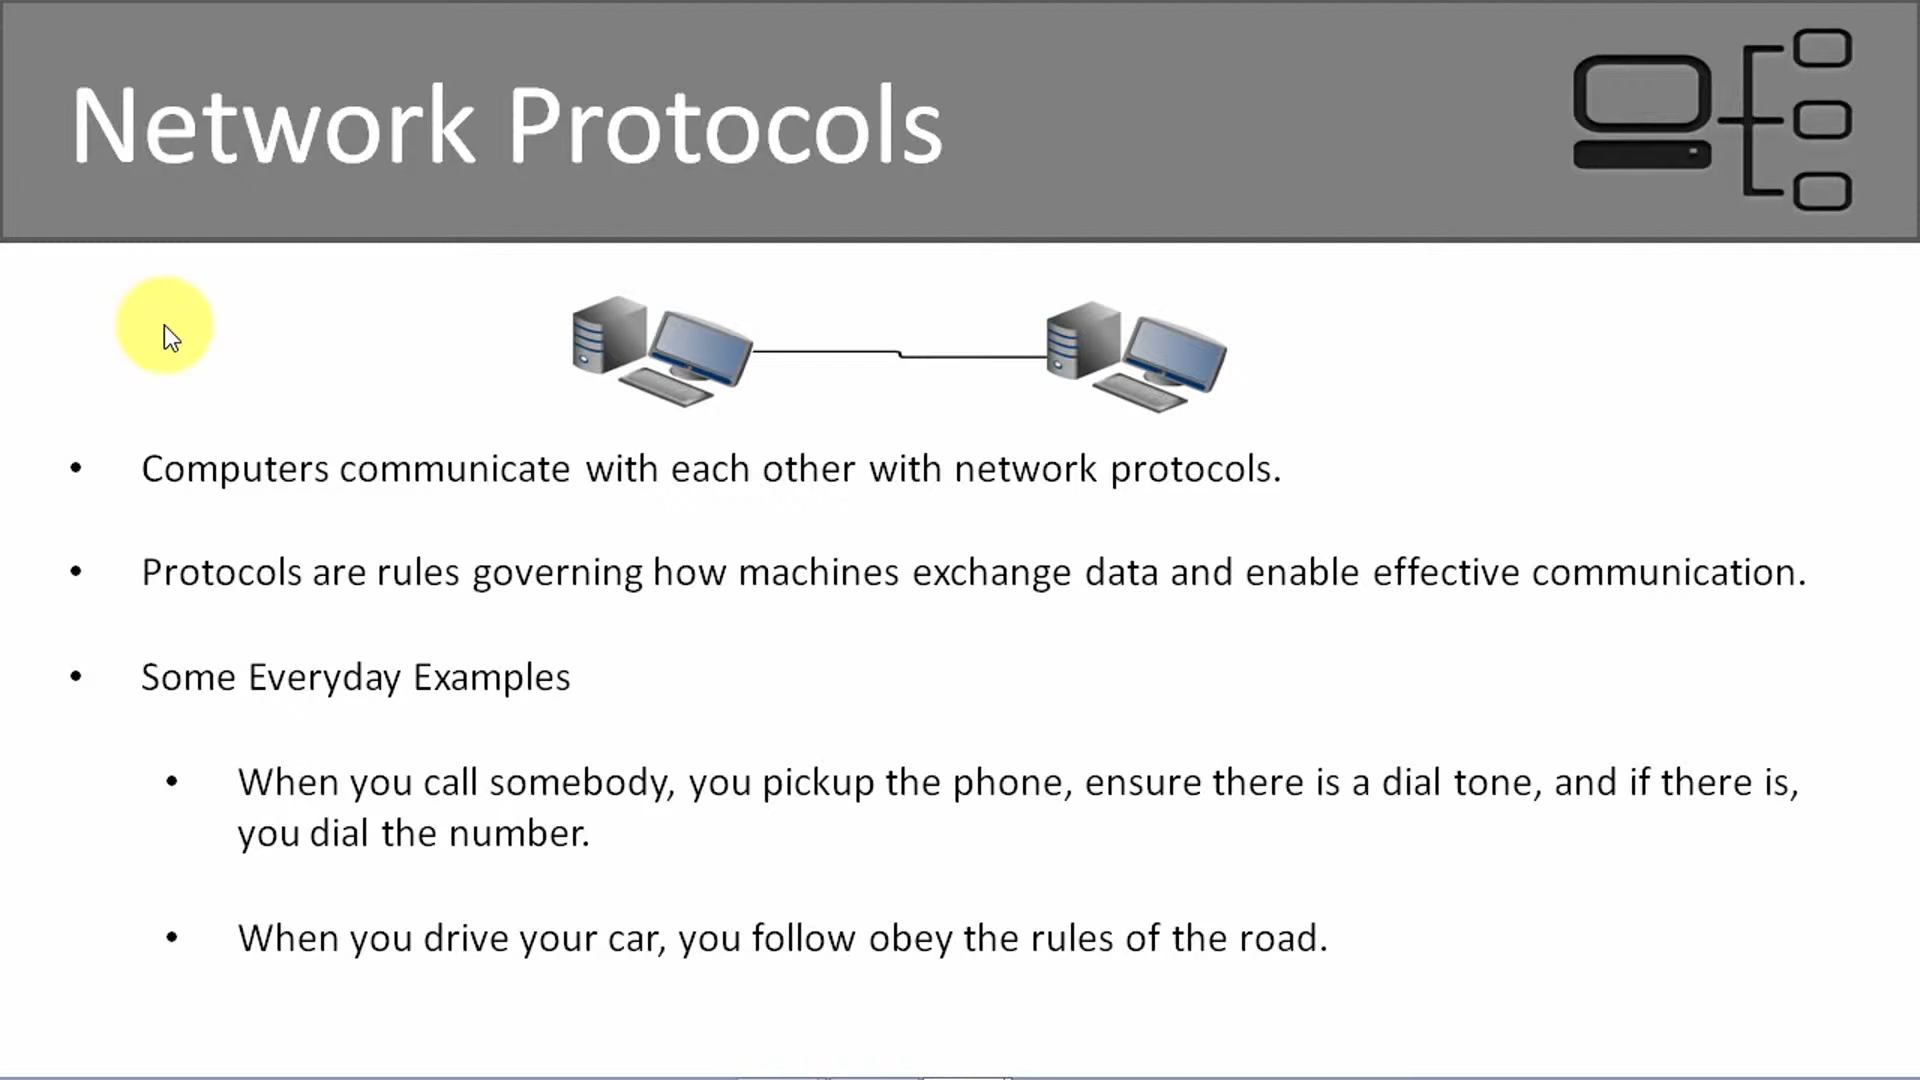 Network Protocols
• Computers communicate with each other with network protocols.
• Protocols are rules governing how machines exchange data and enable effective communication.
• Some Everyday Examples
• When you call somebody, you pickup the phone, ensure there is a dial tone, and if there is,
you dial the number.
• When you drive your car, you follow obey the rules of the road.